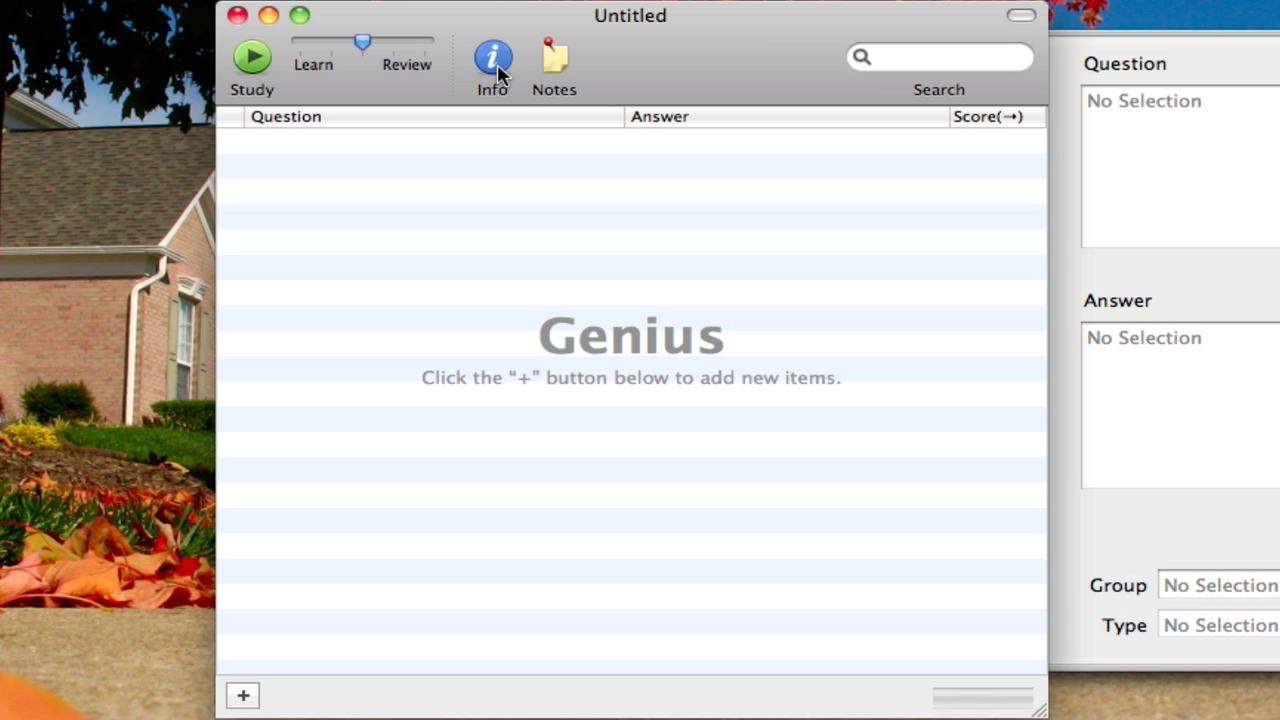 Untitled
Learn Review
Study Info Notes Search
Question Answer Score(→)
Genius
Click the “+” button below to add new items.
+
Question
No Selection
Answer
No Selection
Group No Selection
Type No Selection